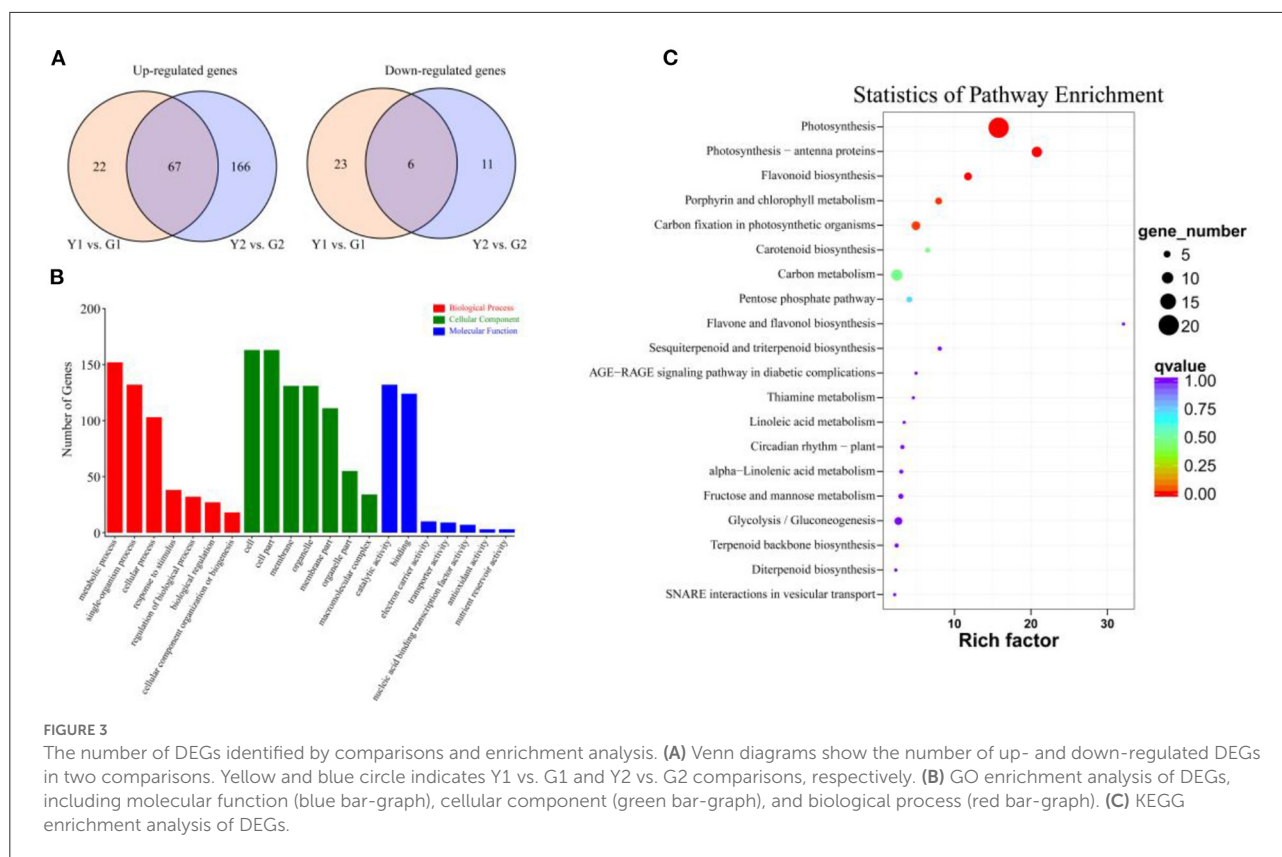 A
Up-regulated genes
Down-regulated genes
22
67
166
23
6
11
Y1 vs. G1
Y2 vs. G2
Y1 vs. G1
Y2 vs. G2
B
200
150
100
50
0
Number of Genes
Biological Process
Cellular Component
Molecular Function
metabolic process
single-organism process
cellular process
response to stimulus
regulation of biological process
biological regulation
cellular component organization or biogenesis
cell
cell part
membrane
organelle
membrane part
organelle part
macromolecular complex
catalytic activity
binding
electron carrier activity
transporter activity
nucleic acid binding transcription factor activity
antioxidant activity
nutrient reservoir activity
C
Statistics of Pathway Enrichment
Photosynthesis
Photosynthesis − antenna proteins
Flavonoid biosynthesis
Porphyrin and chlorophyll metabolism
Carbon fixation in photosynthetic organisms
Carotenoid biosynthesis
Carbon metabolism
Pentose phosphate pathway
Flavone and flavonol biosynthesis
Sesquiterpenoid and triterpenoid biosynthesis
AGE−RAGE signaling pathway in diabetic complications
Thiamine metabolism
Linoleic acid metabolism
Circadian rhythm − plant
alpha−Linolenic acid metabolism
Fructose and mannose metabolism
Glycolysis / Gluconeogenesis
Terpenoid backbone biosynthesis
Diterpenoid biosynthesis
SNARE interactions in vesicular transport
10
20
30
Rich factor
gene_number
5
10
15
20
qvalue
1.00
0.75
0.50
0.25
0.00
FIGURE 3
The number of DEGs identified by comparisons and enrichment analysis. (A) Venn diagrams show the number of up- and down-regulated DEGs
in two comparisons. Yellow and blue circle indicates Y1 vs. G1 and Y2 vs. G2 comparisons, respectively. (B) GO enrichment analysis of DEGs,
including molecular function (blue bar-graph), cellular component (green bar-graph), and biological process (red bar-graph). (C) KEGG
enrichment analysis of DEGs.